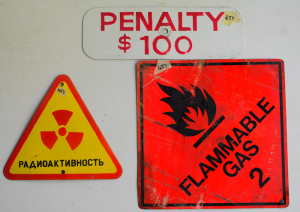 PENALTY
$ 100
РАДИОАКТИВНОСТЬ
FLAMMABLE
GAS
2